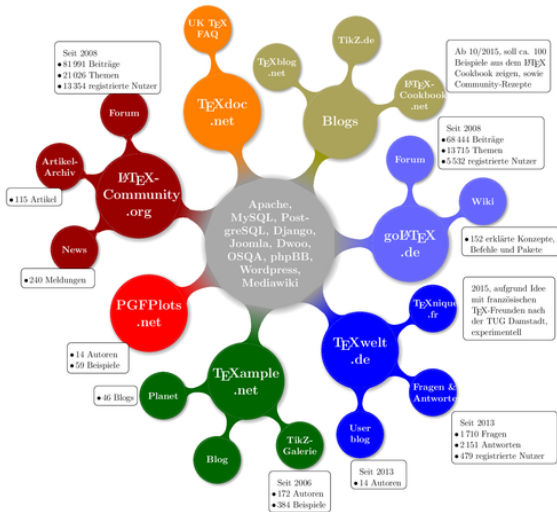 UK TEX
FAQ
TEXdoc
.net
TikZ.de
TEXblog
.net
LATEX-
Cookbook
.net
Blogs
Ab 10/2015, soll ca. 100
Beispiele aus dem LATEX
Cookbook zeigen, sowie
Community-Rezepte
Seit 2008
• 81 991 Beiträge
• 21 026 Themen
• 13 354 registrierte Nutzer
Forum
Artikel-
Archiv
• 115 Artikel
LATEX-
Community
.org
News
• 240 Meldungen
Seit 2008
• 68 444 Beiträge
• 13 715 Themen
• 5 532 registrierte Nutzer
Forum
Wiki
goLATEX
.de
• 152 erklärte Konzepte,
Befehle und Pakete
Apache,
MySQL, Post-
greSQL, Django,
Joomla, Dwoo,
OSQA, phpBB,
Wordpress,
Mediawiki
PGFPlots
.net
• 14 Autoren
• 59 Beispiele
TEXnique
.fr
2015, aufgrund Idee
mit französischen
TEX-Freunden nach
der TUG Damstadt,
experimentell
TEXwelt
.de
Fragen &
Antworten
Seit 2013
• 1 710 Fragen
• 2 151 Antworten
• 479 registrierte Nutzer
User
blog
Seit 2013
• 14 Autoren
TEXample
.net
Planet
• 46 Blogs
Blog
TikZ-
Galerie
Seit 2006
• 172 Autoren
• 384 Beispiele